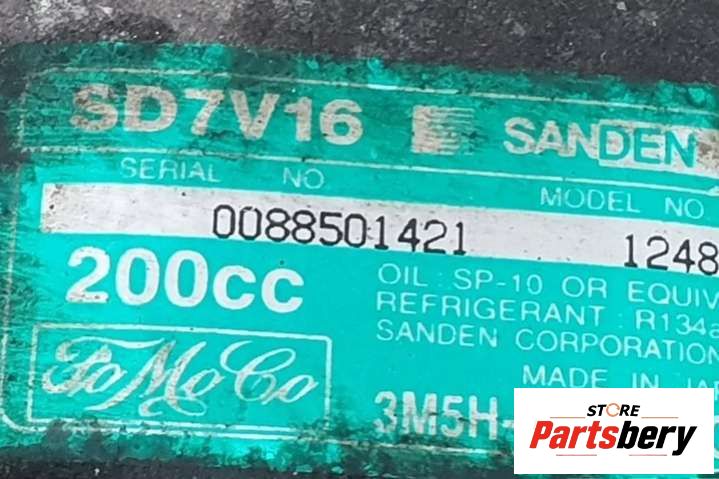 SD7V16 SANDEN
SERIAL NO MODEL NO.
0088501421 1248
200cc
OIL : SP-10 OR EQUIV
REFRIGERANT : R134a
SANDEN CORPORATION
MADE IN JAP
FoMoCo
3M5H-
STORE
Partsbery